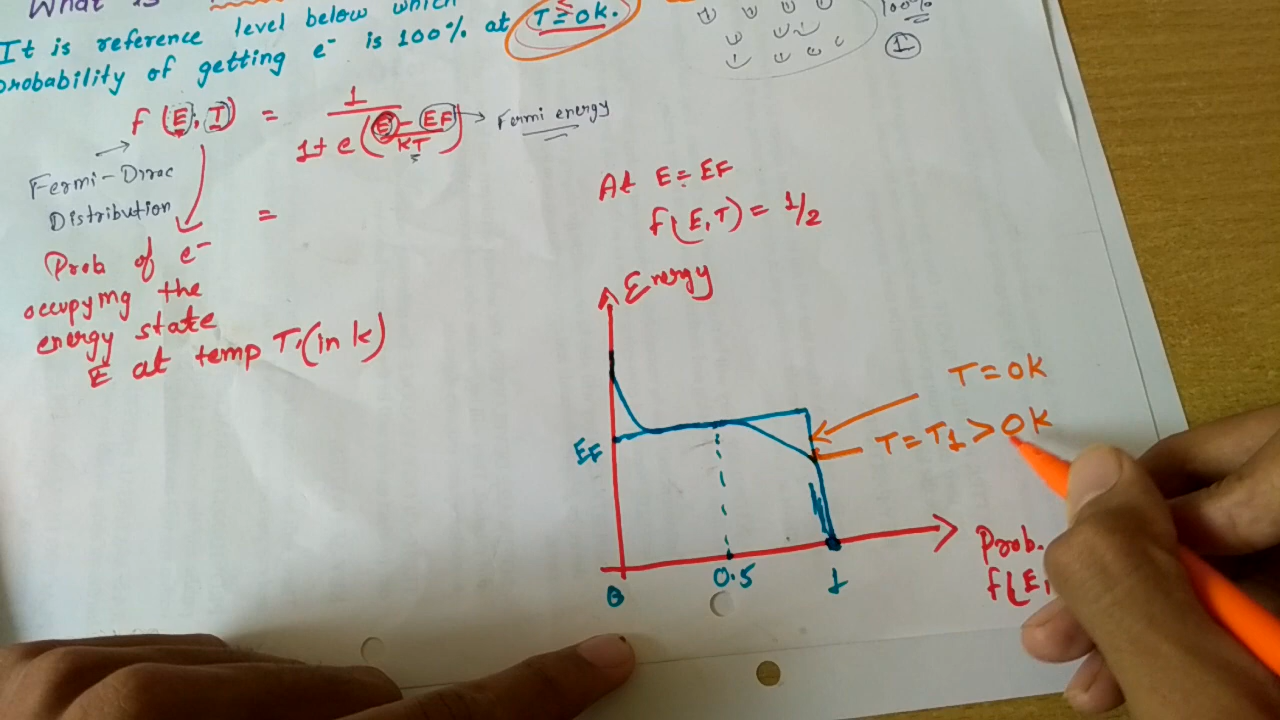 What is
It is reference level below which
probability of getting e⁻ is 100% at T = 0K.
100%
1
f(E, T) = 1 / 1 + e(E - EF / KT) → Fermi energy
Fermi-Dirac
Distribution
=
Prob of e⁻
occupying the
energy state
E at temp T, (in k)
At E = EF
f(E,T) = 1/2
Energy
T = 0K
T = T1 > 0K
EF
Prob.
f(E,
0
0.5
1